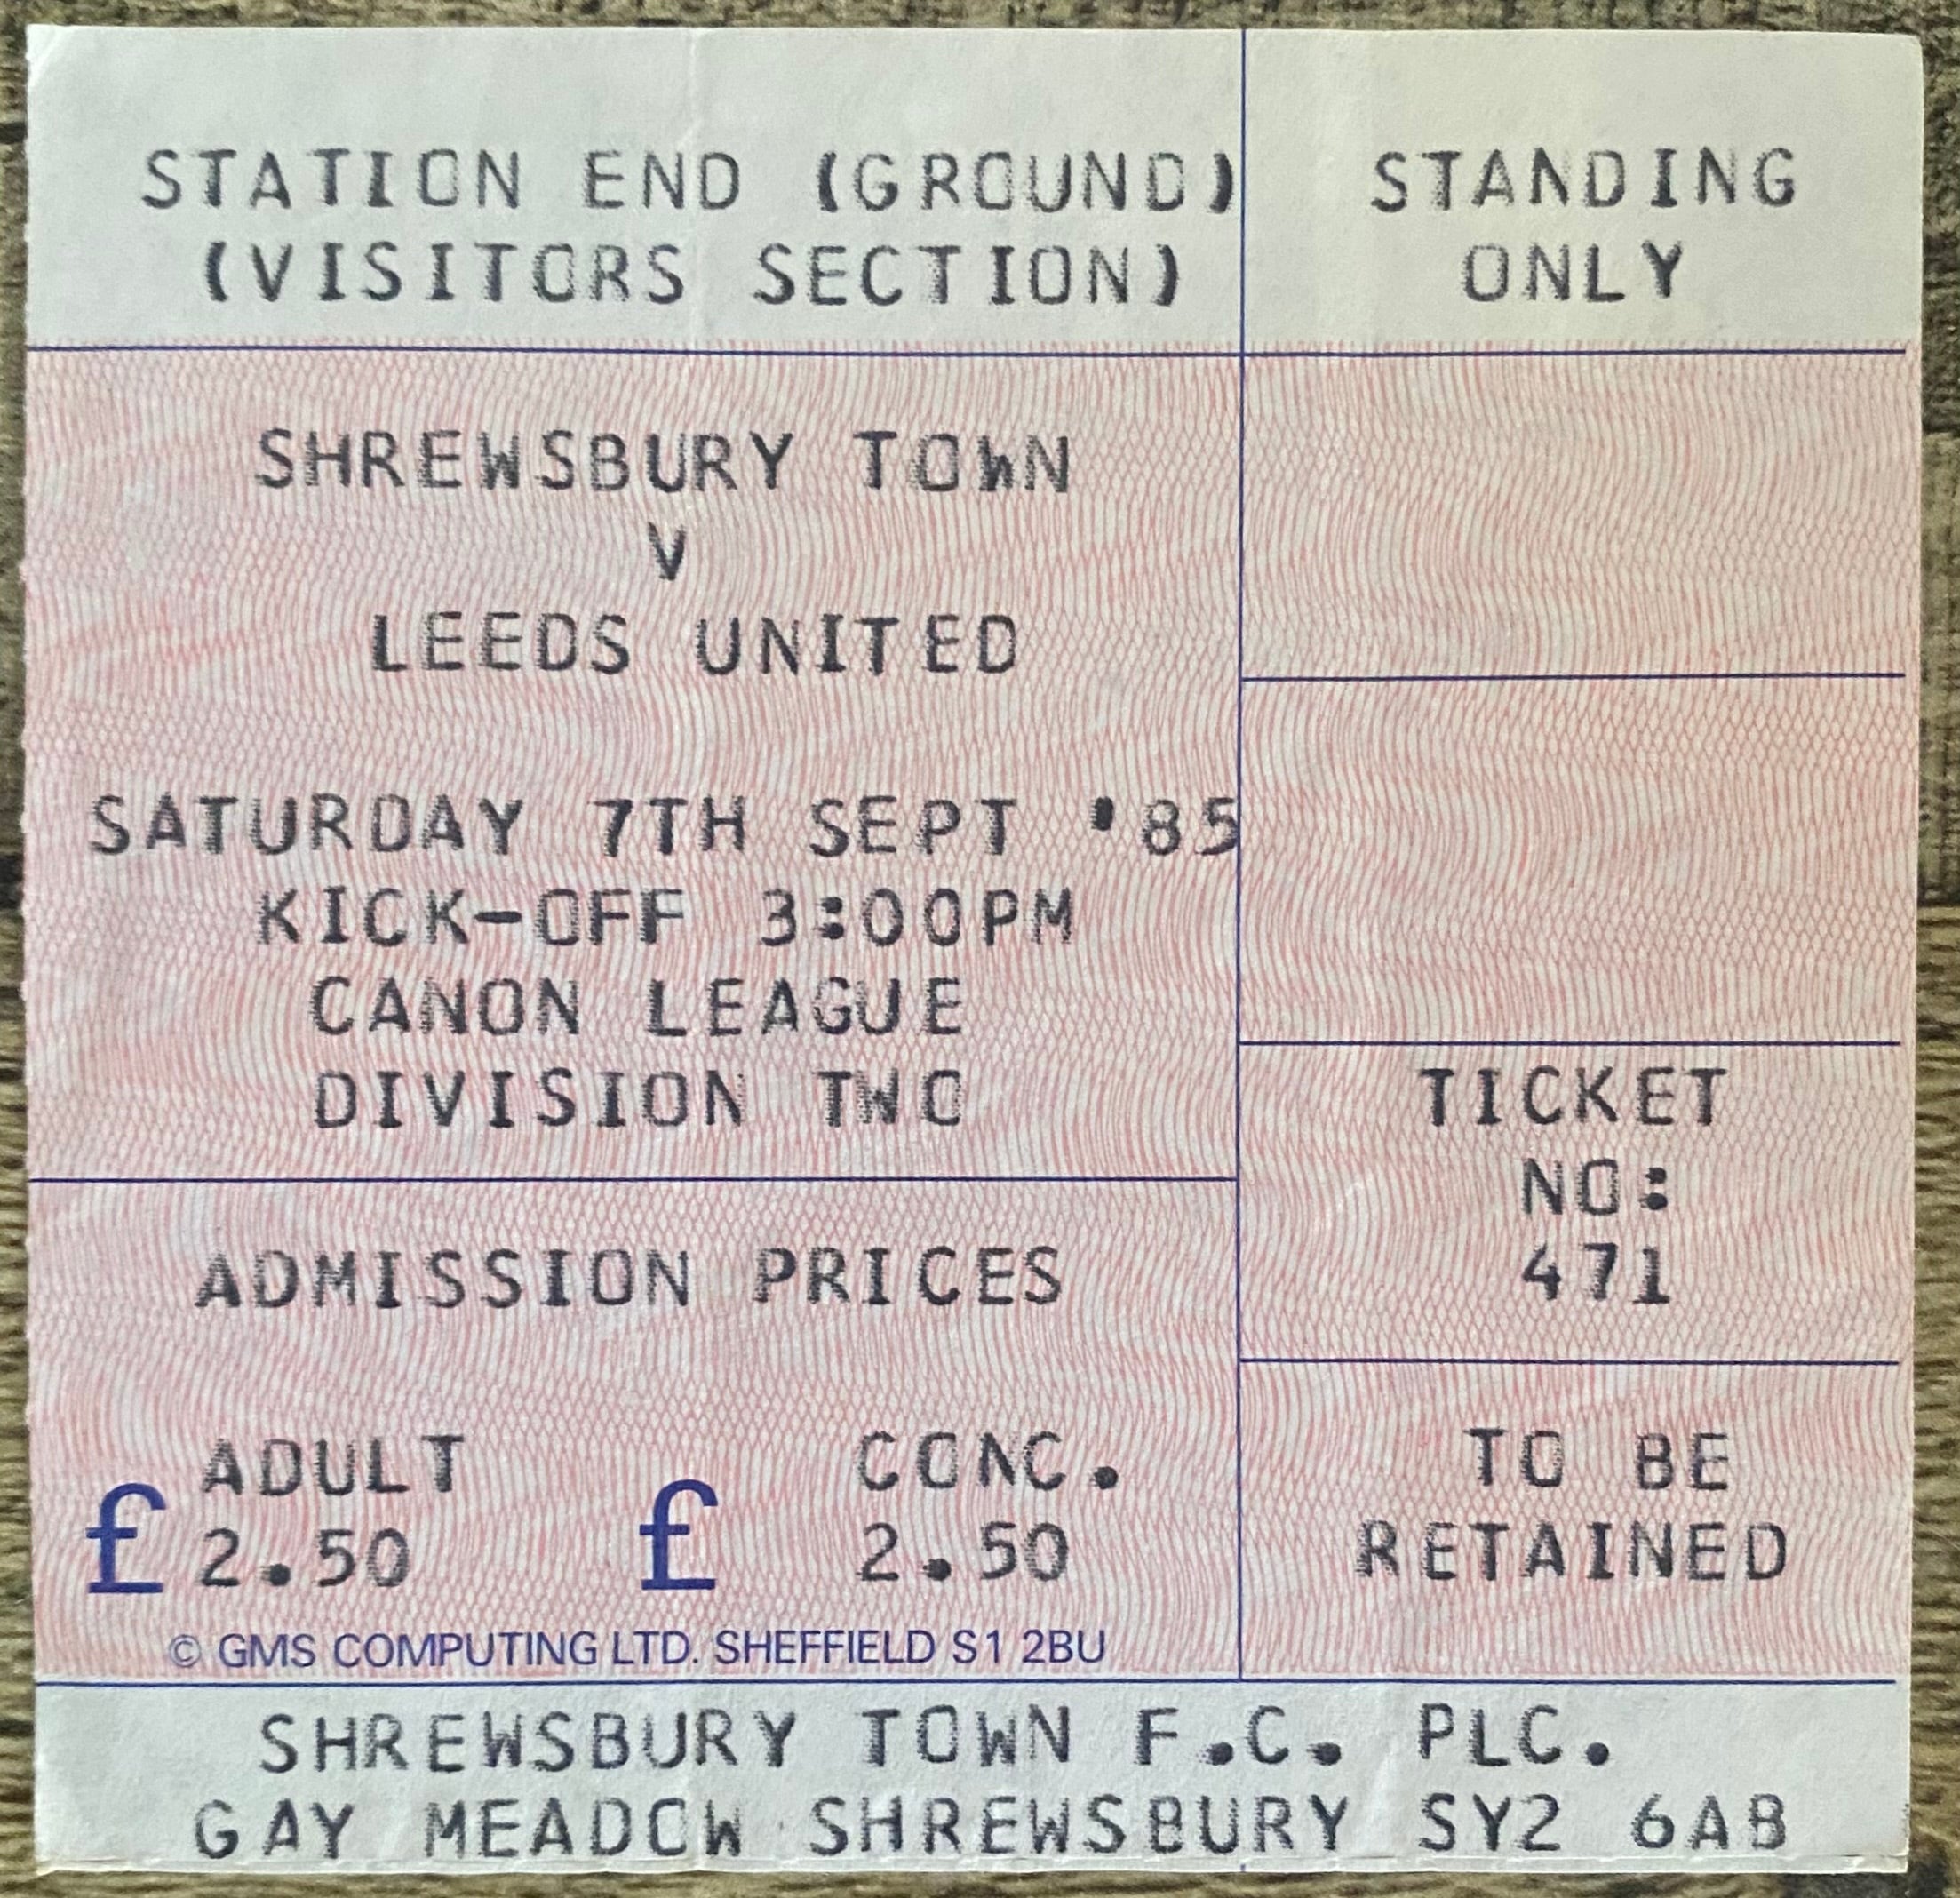 STATION END (GROUND)
(VISITORS SECTION)
STANDING
ONLY
SHREWSBURY TOWN
V
LEEDS UNITED
SATURDAY 7TH SEPT '85
KICK-OFF 3:00PM
CANON LEAGUE
DIVISION TWO
TICKET
NO:
471
ADMISSION PRICES
ADULT CONC.
£ 2.50 £ 2.50
TO BE
RETAINED
© GMS COMPUTING LTD. SHEFFIELD S1 2BU
SHREWSBURY TOWN F.C. PLC.
GAY MEADOW SHREWSBURY SY2 6AB